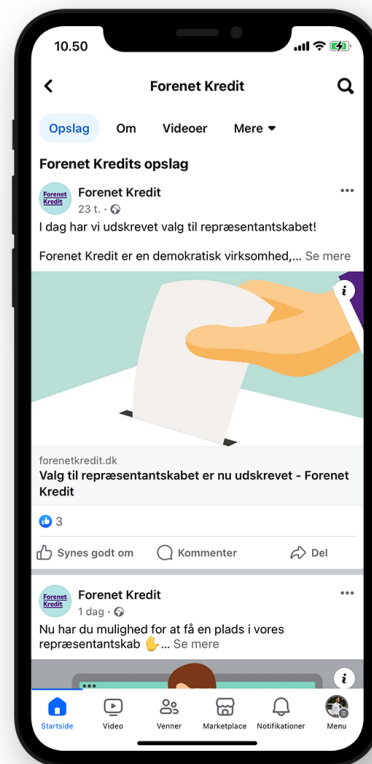 10.50
Forenet Kredit
Opslag Om Videoer Mere
Forenet Kredits opslag
Forenet Kredit
Forenet Kredit
23 t. ·
I dag har vi udskrevet valg til repræsentantskabet!
Forenet Kredit er en demokratisk virksomhed,... Se mere
forenetkredit.dk
Valg til repræsentantskabet er nu udskrevet - Forenet
Kredit
3
Synes godt om Kommenter Del
Forenet Kredit
Forenet Kredit
1 dag ·
Nu har du mulighed for at få en plads i vores
repræsentantskab 🖐... Se mere
Startside Video Venner Marketplace Notifikationer Menu